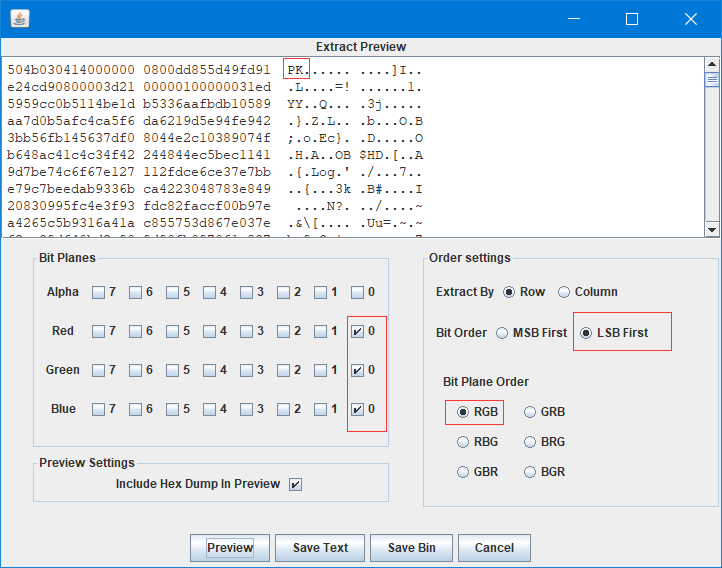 Extract Preview
504b030414000000 0800dd855d49fd91 PK...... ....]I..
e24cd90800003d21 00000100000031ed .L....=! ......1.
5959cc0b5114be1d b5336aafbdb10589 YY..Q... .3j.....
aa7d0b5afc4ca5f6 da6219d5e94fe942 .}.Z.L.. .b...O.B
3bb56fb145637df0 8044e2c10389074f ;.o.Ec}. .D.....O
b648ac41c4c34f42 244844ec5bec1141 .H.A..OB $HD.[..A
9d7be74c6f67e127 112fdce6ce37e7bb .{.Log.' ./...7..
e79c7beedab9336b ca4223048783e849 ..{...3k .B#....I
20830995fc4e3f93 fdc82faccf00b97e ....N?. ../....~
a4265c5b9316a41a c855753d867e037e .&\[.... .Uu=.~.~
Bit Planes
Alpha 7 6 5 4 3 2 1 0
Red 7 6 5 4 3 2 1 0
Green 7 6 5 4 3 2 1 0
Blue 7 6 5 4 3 2 1 0
Preview Settings
Include Hex Dump In Preview
Order settings
Extract By Row Column
Bit Order MSB First LSB First
Bit Plane Order
RGB GRB
RBG BRG
GBR BGR
Preview Save Text Save Bin Cancel